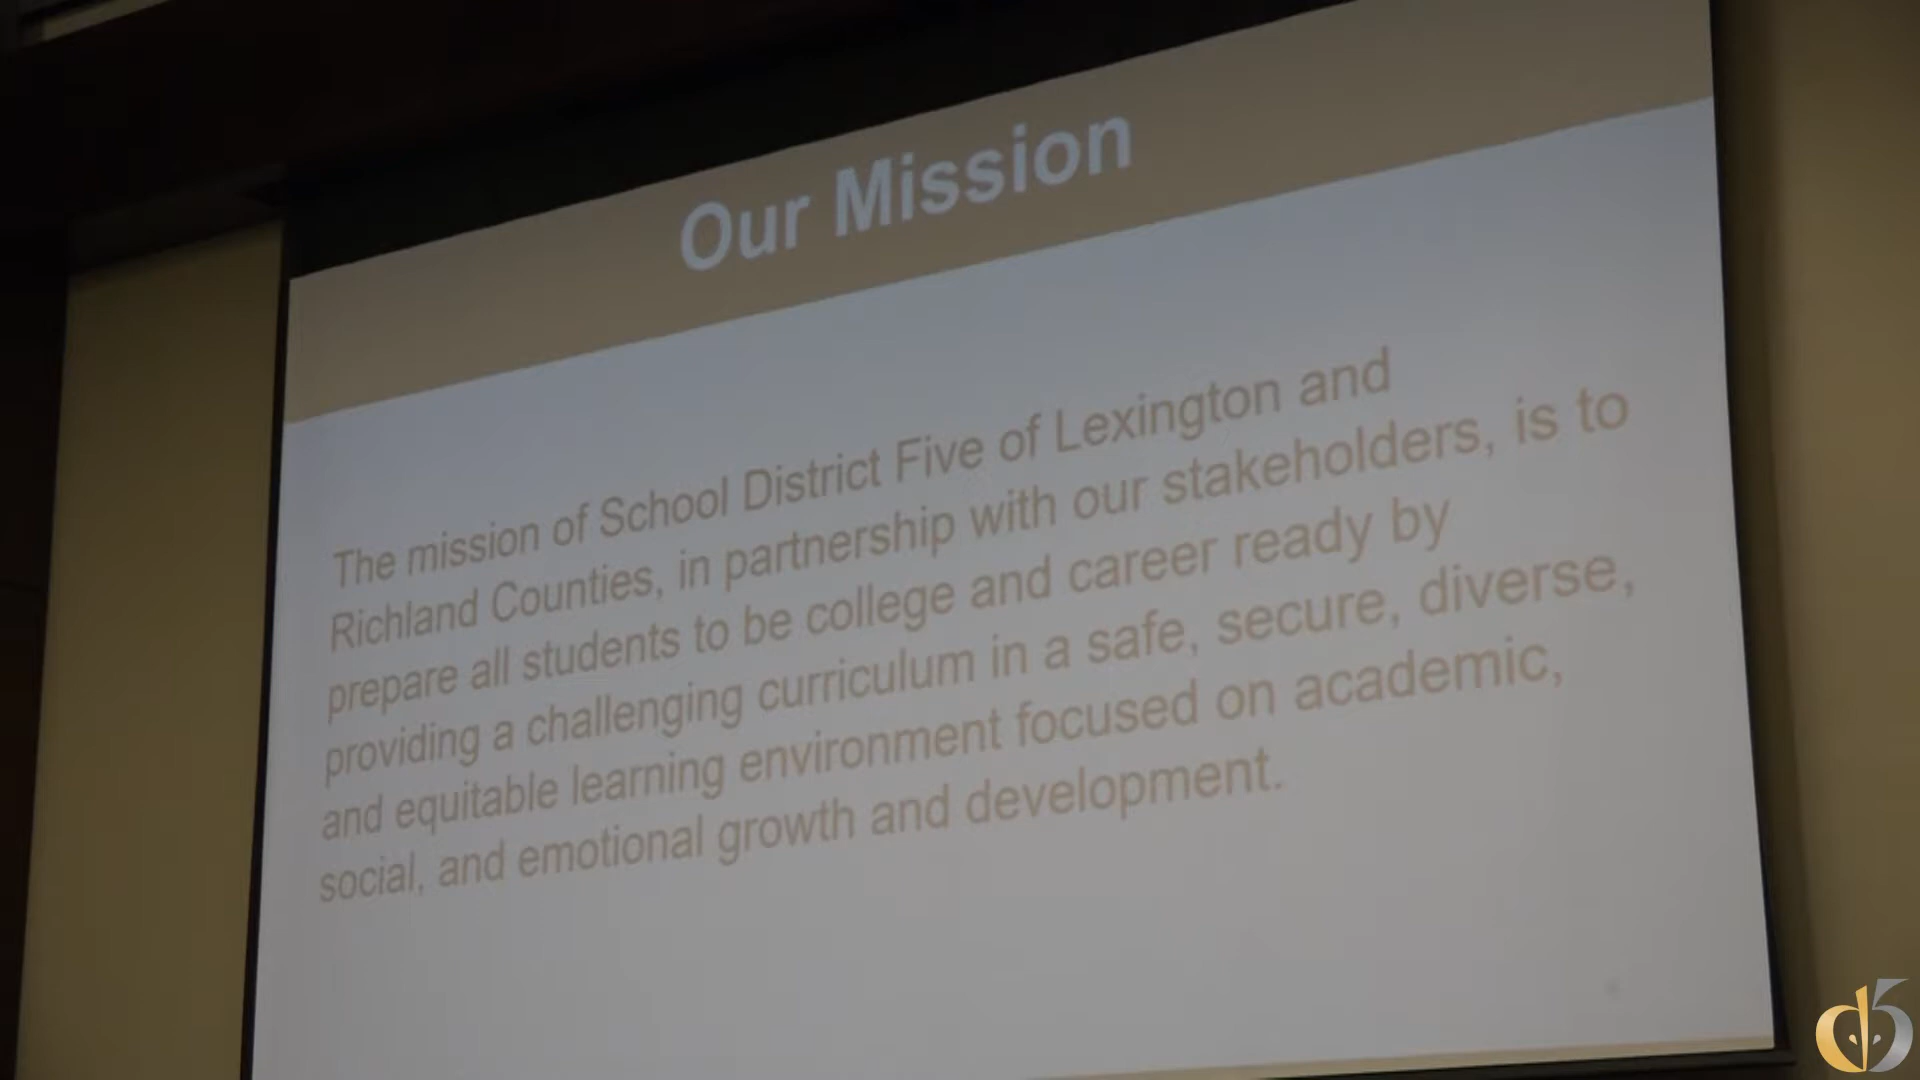 Our Mission
The mission of School District Five of Lexington and
Richland Counties, in partnership with our stakeholders, is to
prepare all students to be college and career ready by
providing a challenging curriculum in a safe, secure, diverse,
and equitable learning environment focused on academic,
social, and emotional growth and development.
d5